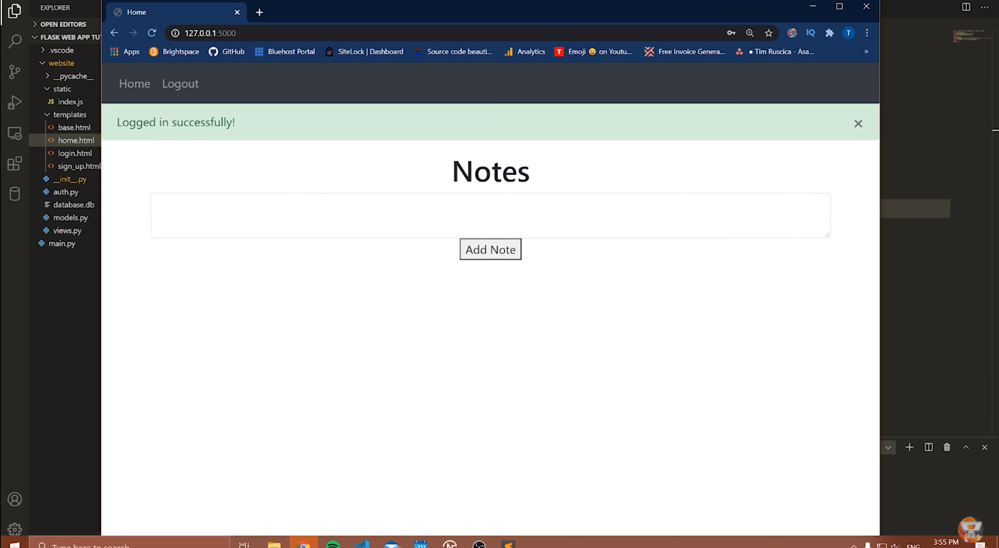 EXPLORER
OPEN EDITORS
FLASK WEB APP TU
.vscode
website
__pycache__
static
JS index.js
templates
base.html
home.html
login.html
sign_up.html
__init__.py
auth.py
database.db
models.py
views.py
main.py
Home
127.0.0.1:5000
IQ
T
Apps
Brightspace
GitHub
Bluehost Portal
SiteLock | Dashboard
Source code beauti...
Analytics
T Emoji 😀 on Youtu...
Free Invoice Genera...
● Tim Ruscica - Asa...
»
Home Logout
Logged in successfully!
Notes
Add Note
Type here to search
ENG
3:55 PM